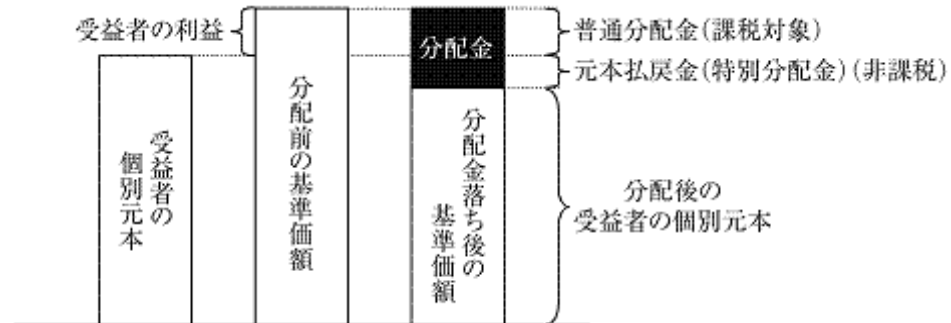 受益者の利益
分配金
普通分配金(課税対象)
元本払戻金(特別分配金)(非課税)
受益者の
個別元本
分配前の基準価額
分配金落ち後の
基準価額
分配後の
受益者の個別元本